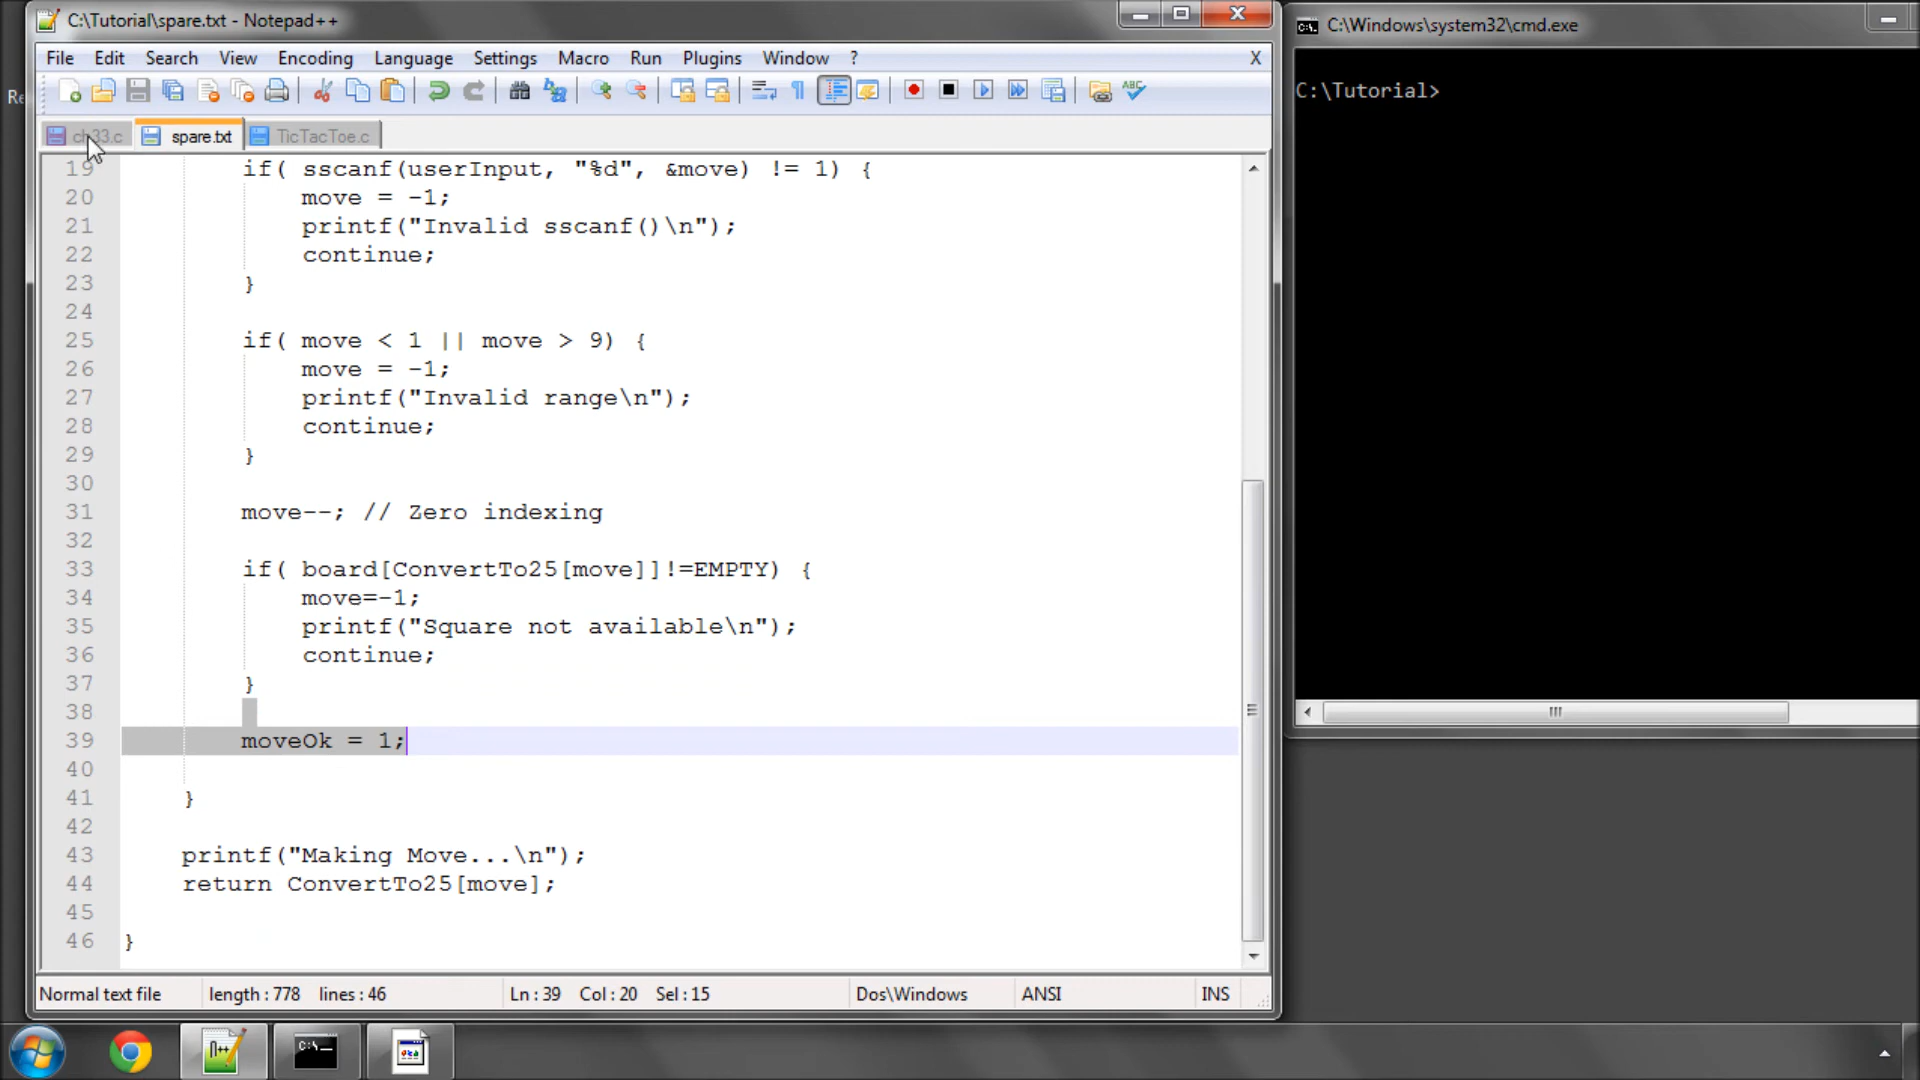 C:\Tutorial\spare.txt - Notepad++
File Edit Search View Encoding Language Settings Macro Run Plugins Window ? X
ch33.c spare.txt TicTacToe.c
19 if( sscanf(userInput, "%d", &move) != 1) {
20 move = -1;
21 printf("Invalid sscanf()\n");
22 continue;
23 }
24
25 if( move < 1 || move > 9) {
26 move = -1;
27 printf("Invalid range\n");
28 continue;
29 }
30
31 move--; // Zero indexing
32
33 if( board[ConvertTo25[move]]!=EMPTY) {
34 move=-1;
35 printf("Square not available\n");
36 continue;
37 }
38
39 moveOk = 1;
40
41 }
42
43 printf("Making Move...\n");
44 return ConvertTo25[move];
45
46 }
Normal text file length : 778 lines : 46 Ln : 39 Col : 20 Sel : 15 Dos\Windows ANSI INS
C:\Windows\system32\cmd.exe
C:\Tutorial>